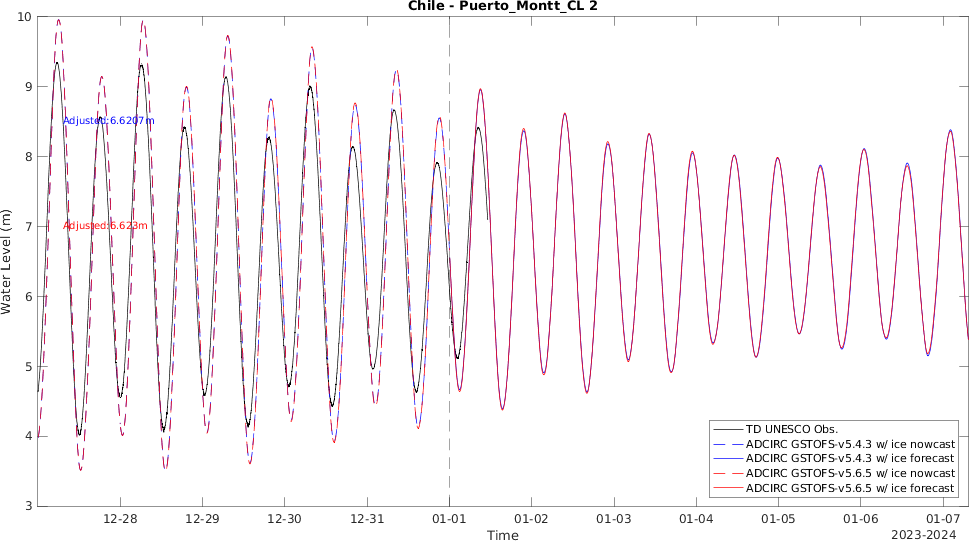 Chile - Puerto_Montt_CL 2
10
9
8
7
6
5
4
3
Water Level (m)
Adjusted:6.6207m
Adjusted:6.623m
TD UNESCO Obs.
ADCIRC GSTOFS-v5.4.3 w/ ice nowcast
ADCIRC GSTOFS-v5.4.3 w/ ice forecast
ADCIRC GSTOFS-v5.6.5 w/ ice nowcast
ADCIRC GSTOFS-v5.6.5 w/ ice forecast
12-28 12-29 12-30 12-31 01-01 01-02 01-03 01-04 01-05 01-06 01-07
Time
2023-2024